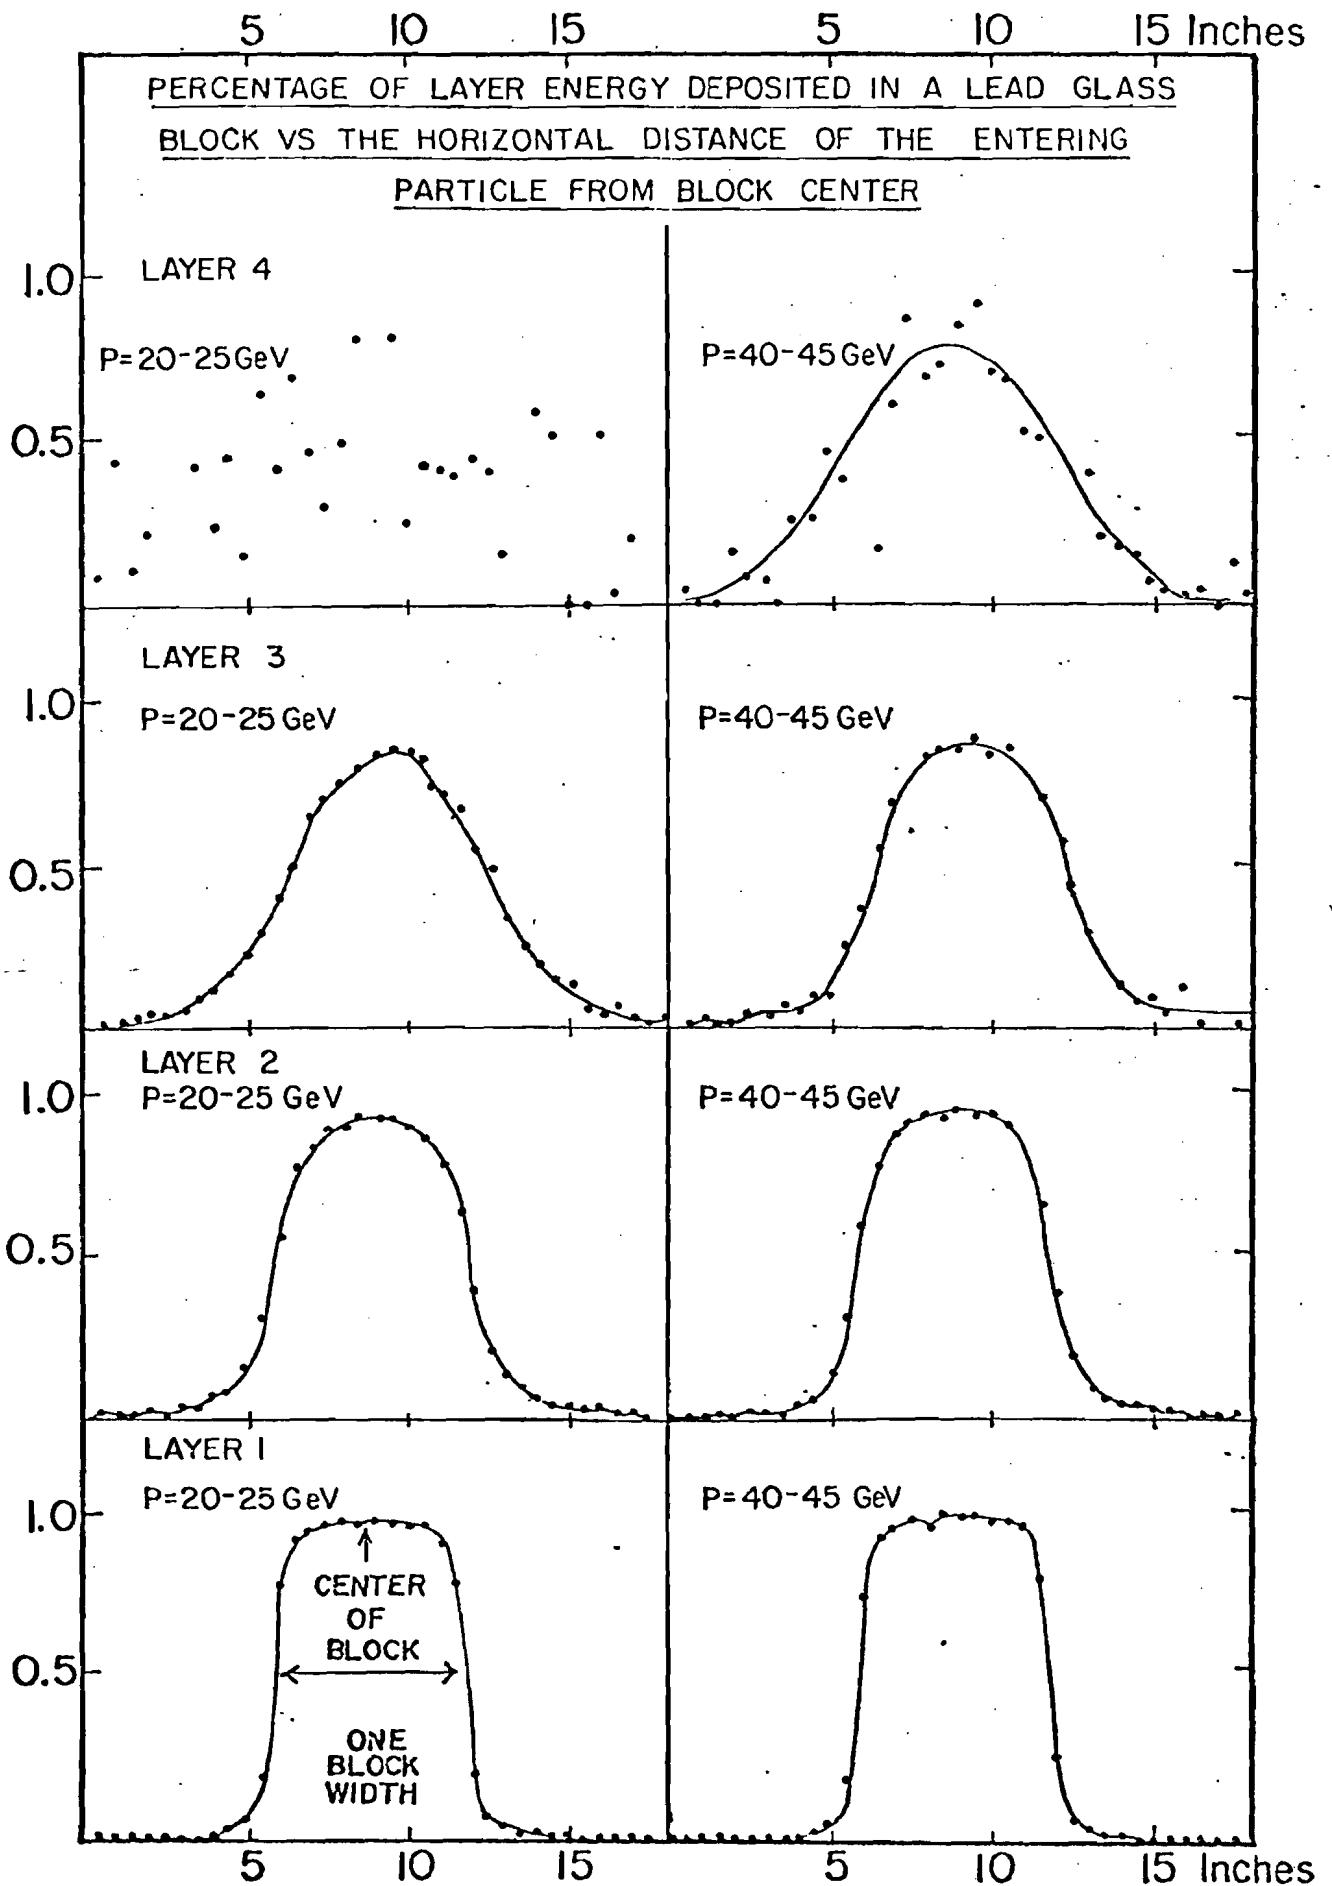 5 10 15 5 10 15 Inches
PERCENTAGE OF LAYER ENERGY DEPOSITED IN A LEAD GLASS
BLOCK VS THE HORIZONTAL DISTANCE OF THE ENTERING
PARTICLE FROM BLOCK CENTER
1.0 LAYER 4
P=20-25 GeV P=40-45 GeV
0.5
LAYER 3
1.0 P=20-25 GeV P=40-45 GeV
0.5
LAYER 2
1.0 P=20-25 GeV P=40-45 GeV
0.5
LAYER 1
P=20-25 GeV P=40-45 GeV
1.0
CENTER
OF
BLOCK
0.5
ONE
BLOCK
WIDTH
5 10 15 5 10 15 Inches